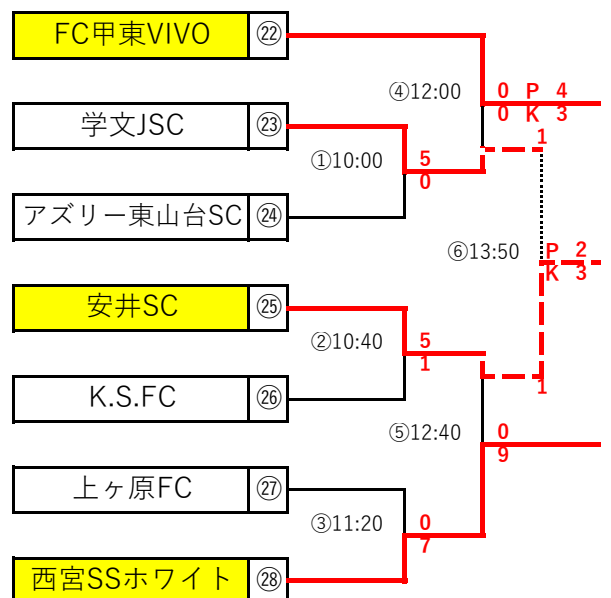 FC甲東VIVO ㉒
④12:00
0 P 4
0 K 3
学文JSC ㉓
1
①10:00
5
0
アズリー東山台SC ㉔
⑥13:50
P 2
K 3
安井SC ㉕
②10:40
5
1
1
K.S.FC ㉖
⑤12:40
0
9
上ヶ原FC ㉗
③11:20
0
7
西宮SSホワイト ㉘